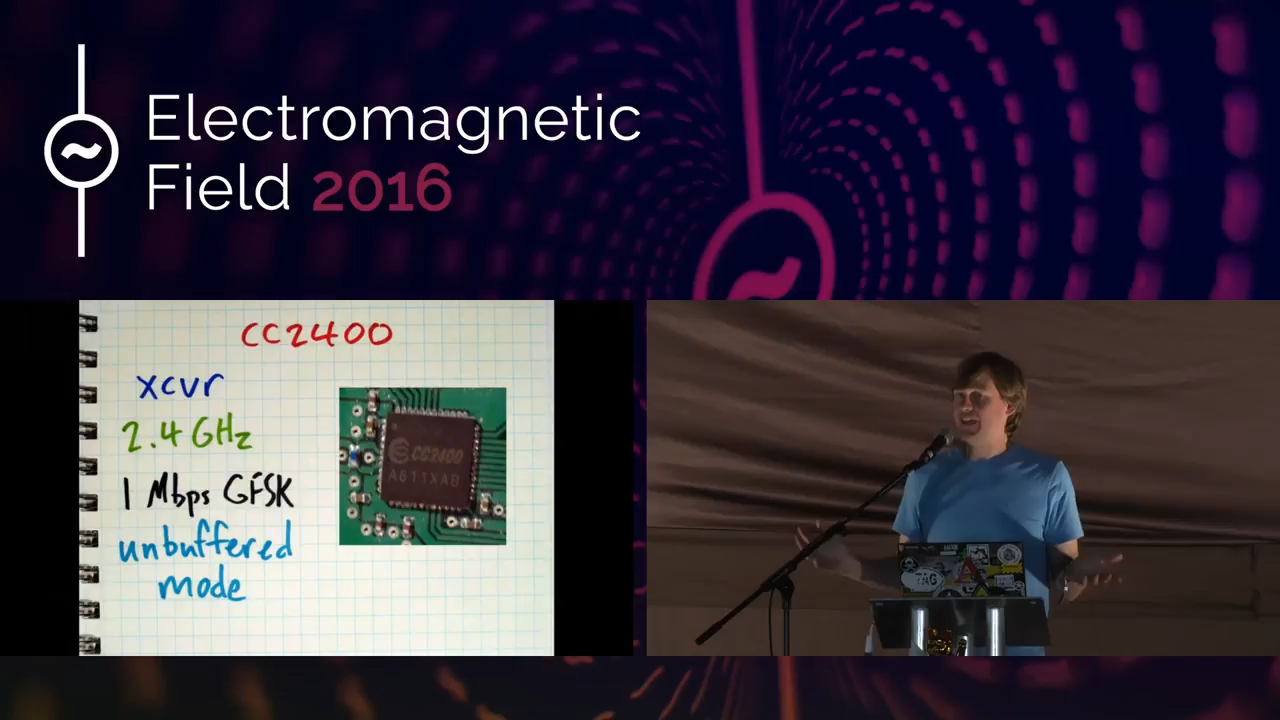 Electromagnetic
Field 2016
CC2400
xcvr
2.4 GHz
1 Mbps GFSK
unbuffered
mode
CC2400
A611XAB